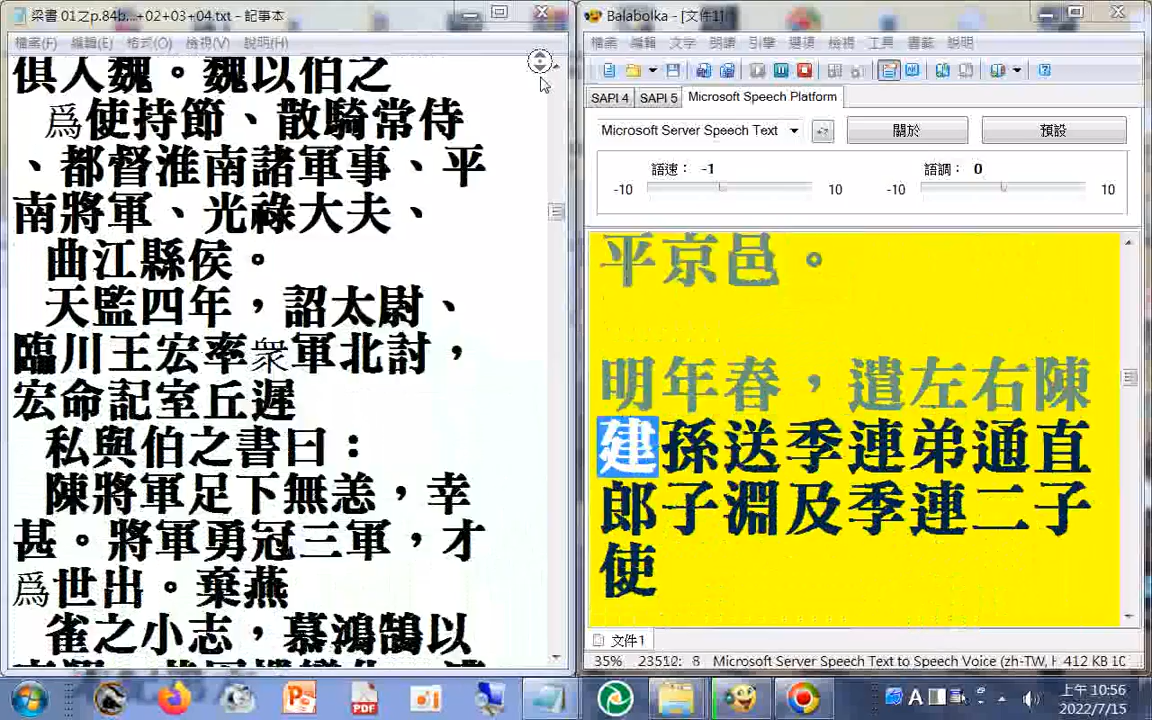 梁書 01之p.84b...+02+03+04.txt - 記事本
檔案(F) 編輯(E) 格式(O) 檢視(V) 說明(H)
俱入魏。魏以伯之
爲使持節、散騎常侍
、都督淮南諸軍事、平
南將軍、光祿大夫、
曲江縣侯。
天監四年，詔太尉、
臨川王宏率衆軍北討，
宏命記室丘遲
私與伯之書曰：
陳將軍足下無恙，幸
甚。將軍勇冠三軍，才
爲世出。棄燕
雀之小志，慕鴻鵠以
Balabolka - [文件1]
檔案 編輯 文字 朗讀 引擎 選項 檢視 工具 書籤 說明
SAPI 4 SAPI 5 Microsoft Speech Platform
Microsoft Server Speech Text
關於 預設
語速： -1 語調： 0
-10 10 -10 10
平京邑。
明年春，遣左右陳
建孫送季連弟通直
郎子淵及季連二子
使
文件1
35% 23512: 8 Microsoft Server Speech Text to Speech Voice (zh-TW, H 412 KB 10
PDF
A
上午 10:56
2022/7/15